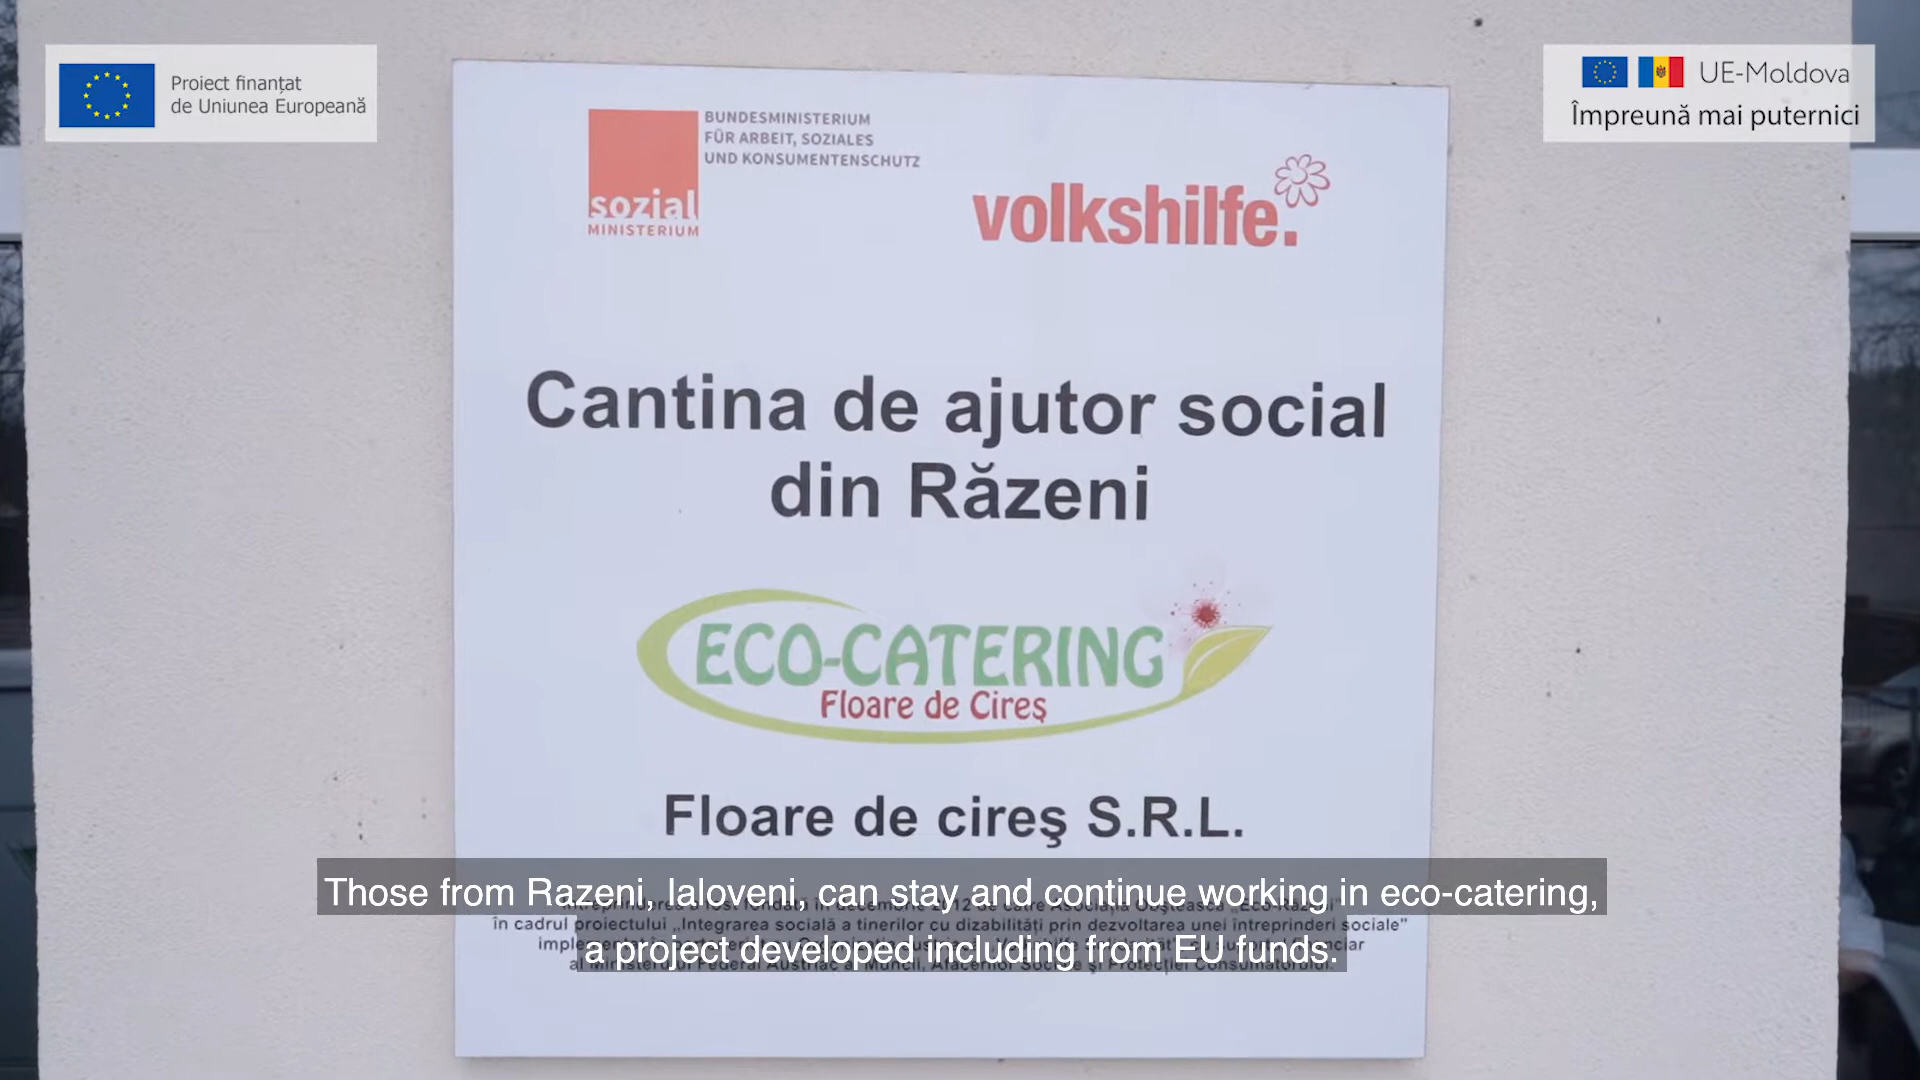 Proiect finanțat
de Uniunea Europeană
UE-Moldova
Împreună mai puternici
BUNDESMINISTERIUM
FÜR ARBEIT, SOZIALES
UND KONSUMENTENSCHUTZ
sozial
MINISTERIUM
volkshilfe.
Cantina de ajutor social
din Răzeni
ECO-CATERING
Floare de Cireş
Floare de cireş S.R.L.
în cadrul proiectului „Integrarea socială a tinerilor cu dizabilități prin dezvoltarea unei întreprinderi sociale"
Those from Razeni, Ialoveni, can stay and continue working in eco-catering,
a project developed including from EU funds.